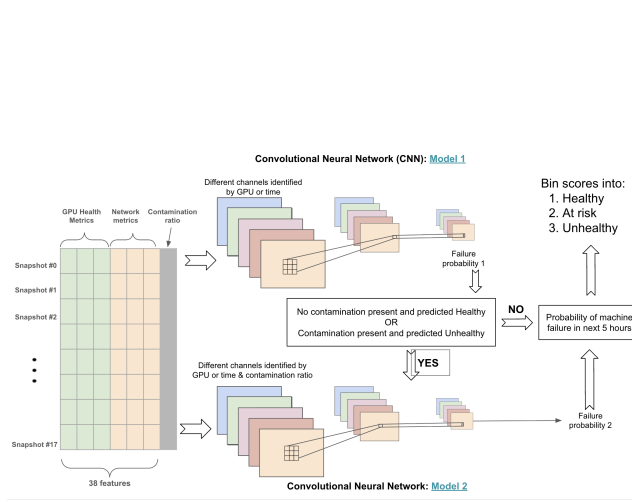 Convolutional Neural Network (CNN): Model 1
Different channels identified
by GPU or time
Bin scores into:
1. Healthy
2. At risk
3. Unhealthy
GPU Health
Metrics
Network
metrics
Contamination
ratio
Snapshot #0
Snapshot #1
Snapshot #2
Snapshot #17
38 features
Failure
probability 1
No contamination present and predicted Healthy
OR
Contamination present and predicted Unhealthy
NO
Probability of machine
failure in next 5 hours
YES
Different channels identified by
GPU or time & contamination ratio
Failure
probability 2
Convolutional Neural Network: Model 2